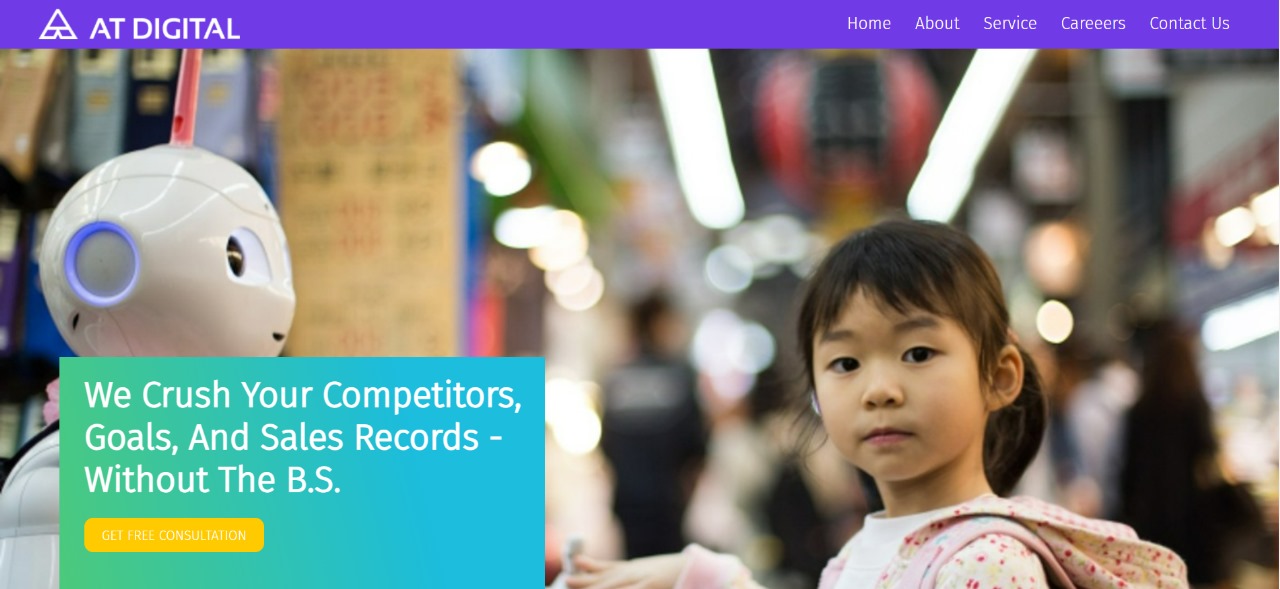 AT DIGITAL
Home About Service Careeers Contact Us
We Crush Your Competitors,
Goals, And Sales Records -
Without The B.S.
GET FREE CONSULTATION